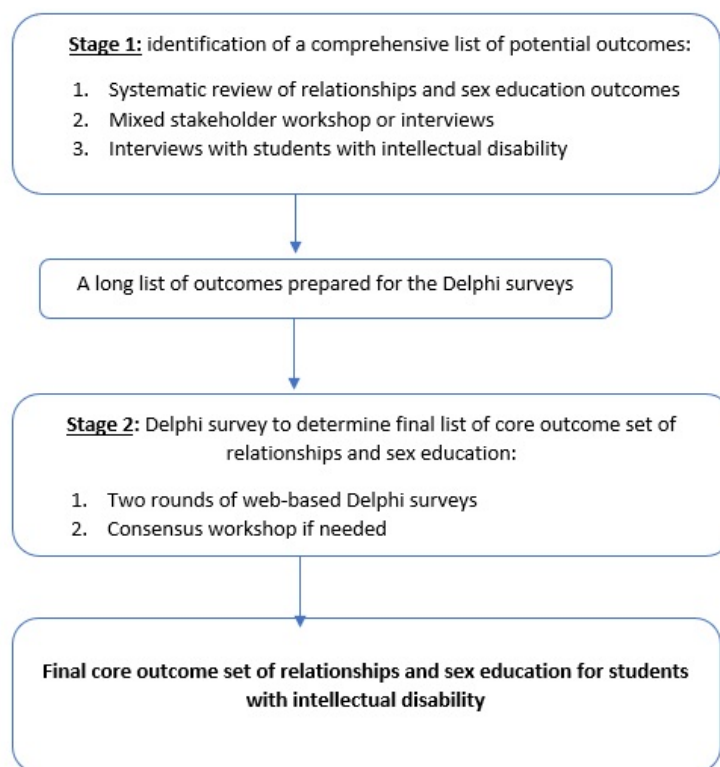 Stage 1: identification of a comprehensive list of potential outcomes:
1. Systematic review of relationships and sex education outcomes
2. Mixed stakeholder workshop or interviews
3. Interviews with students with intellectual disability
A long list of outcomes prepared for the Delphi surveys
Stage 2: Delphi survey to determine final list of core outcome set of
relationships and sex education:
1. Two rounds of web-based Delphi surveys
2. Consensus workshop if needed
Final core outcome set of relationships and sex education for students
with intellectual disability